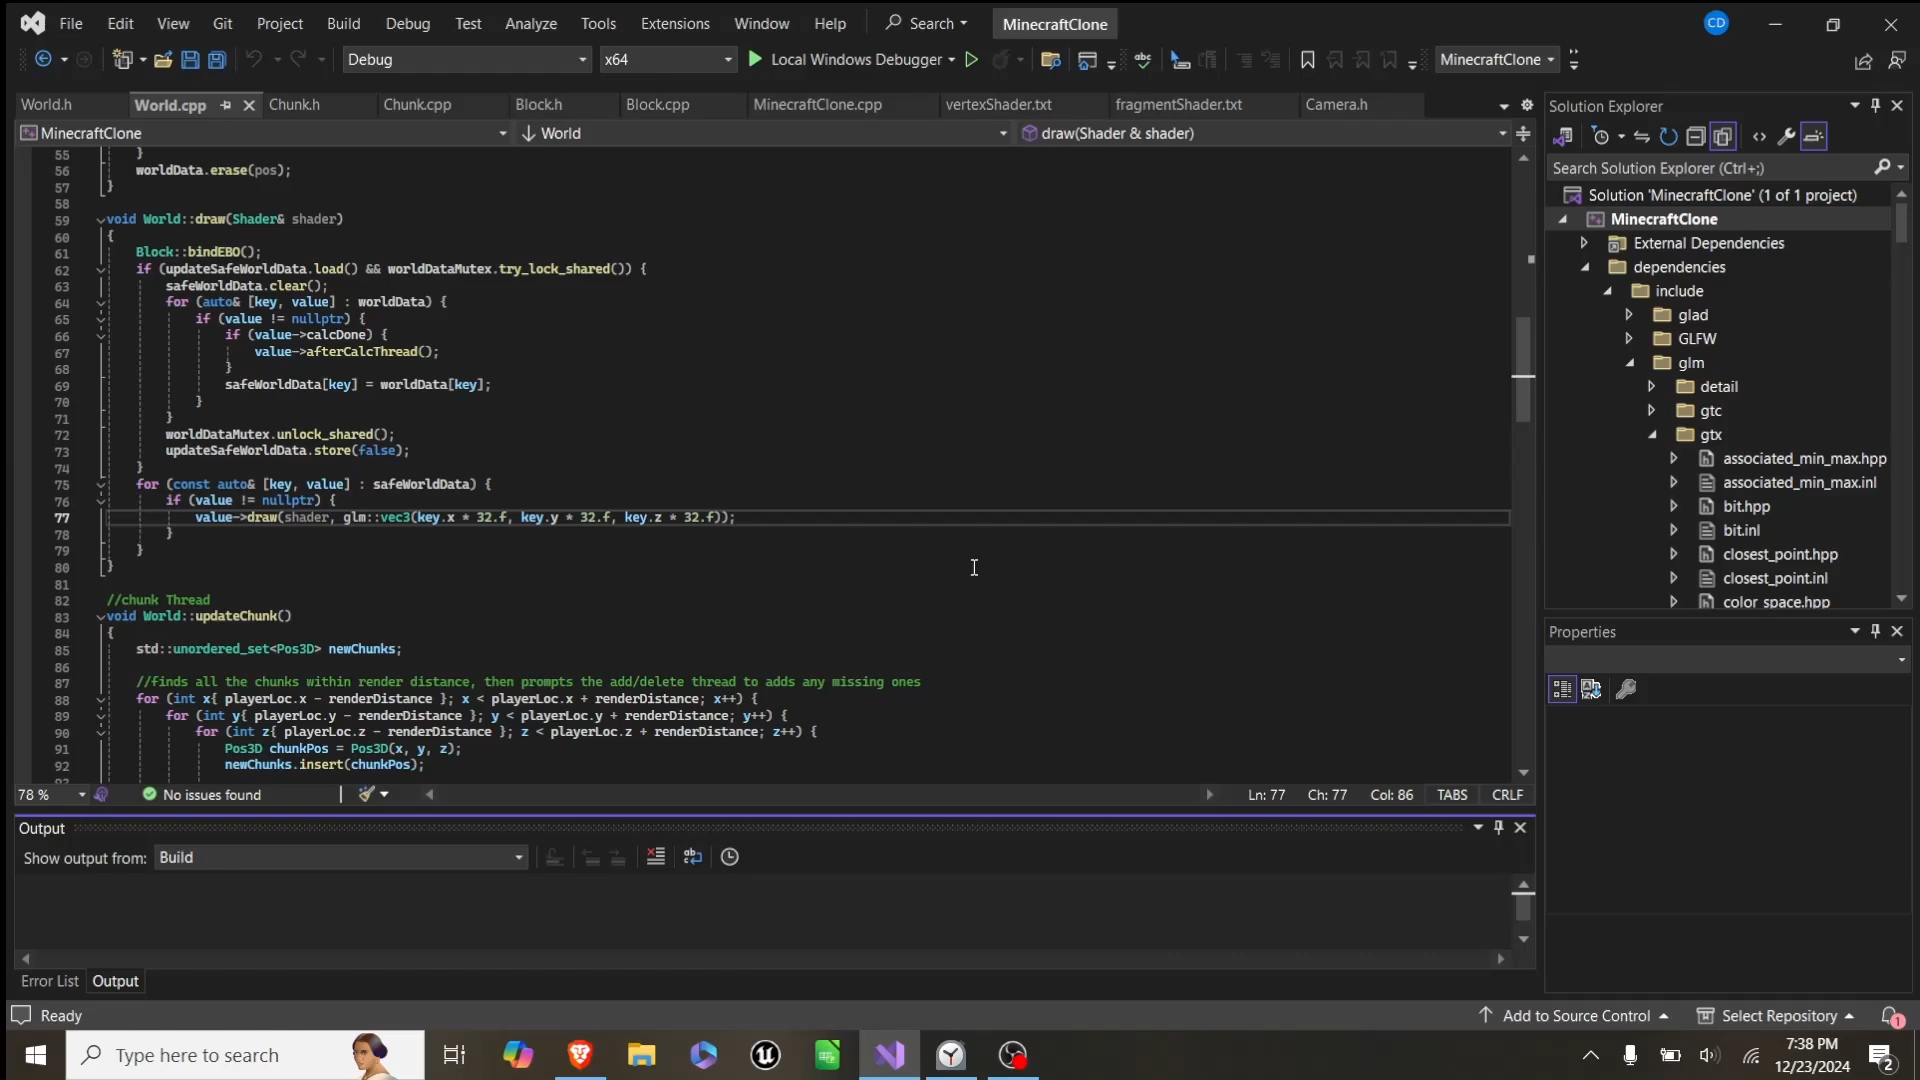 File Edit View Git Project Build Debug Test Analyze Tools Extensions Window Help Search MinecraftClone CD
Debug x64 Local Windows Debugger MinecraftClone
World.h World.cpp Chunk.h Chunk.cpp Block.h Block.cpp MinecraftClone.cpp vertexShader.txt fragmentShader.txt Camera.h
MinecraftClone World draw(Shader & shader)
55 }
56 worldData.erase(pos);
57 }
58
59 void World::draw(Shader& shader)
60 {
61 Block::bindEBO();
62 if (updateSafeWorldData.load() && worldDataMutex.try_lock_shared()) {
63 safeWorldData.clear();
64 for (auto& [key, value] : worldData) {
65 if (value != nullptr) {
66 if (value->calcDone) {
67 value->afterCalcThread();
68 }
69 safeWorldData[key] = worldData[key];
70 }
71 }
72 worldDataMutex.unlock_shared();
73 updateSafeWorldData.store(false);
74 }
75 for (const auto& [key, value] : safeWorldData) {
76 if (value != nullptr) {
77 value->draw(shader, glm::vec3(key.x * 32.f, key.y * 32.f, key.z * 32.f));
78 }
79 }
80 }
81
82 //chunk Thread
83 void World::updateChunk()
84 {
85 std::unordered_set<Pos3D> newChunks;
86
87 //finds all the chunks within render distance, then prompts the add/delete thread to adds any missing ones
88 for (int x{ playerLoc.x - renderDistance }; x < playerLoc.x + renderDistance; x++) {
89 for (int y{ playerLoc.y - renderDistance }; y < playerLoc.y + renderDistance; y++) {
90 for (int z{ playerLoc.z - renderDistance }; z < playerLoc.z + renderDistance; z++) {
91 Pos3D chunkPos = Pos3D(x, y, z);
92 newChunks.insert(chunkPos);
78 % No issues found Ln: 77 Ch: 77 Col: 86 TABS CRLF
Output
Show output from: Build
Error List Output
Solution Explorer
Search Solution Explorer (Ctrl+;)
Solution 'MinecraftClone' (1 of 1 project)
MinecraftClone
External Dependencies
dependencies
include
glad
GLFW
glm
detail
gtc
gtx
associated_min_max.hpp
associated_min_max.inl
bit.hpp
bit.inl
closest_point.hpp
closest_point.inl
color_space.hpp
Properties
Ready Add to Source Control Select Repository 1
Type here to search
7:38 PM
12/23/2024
2